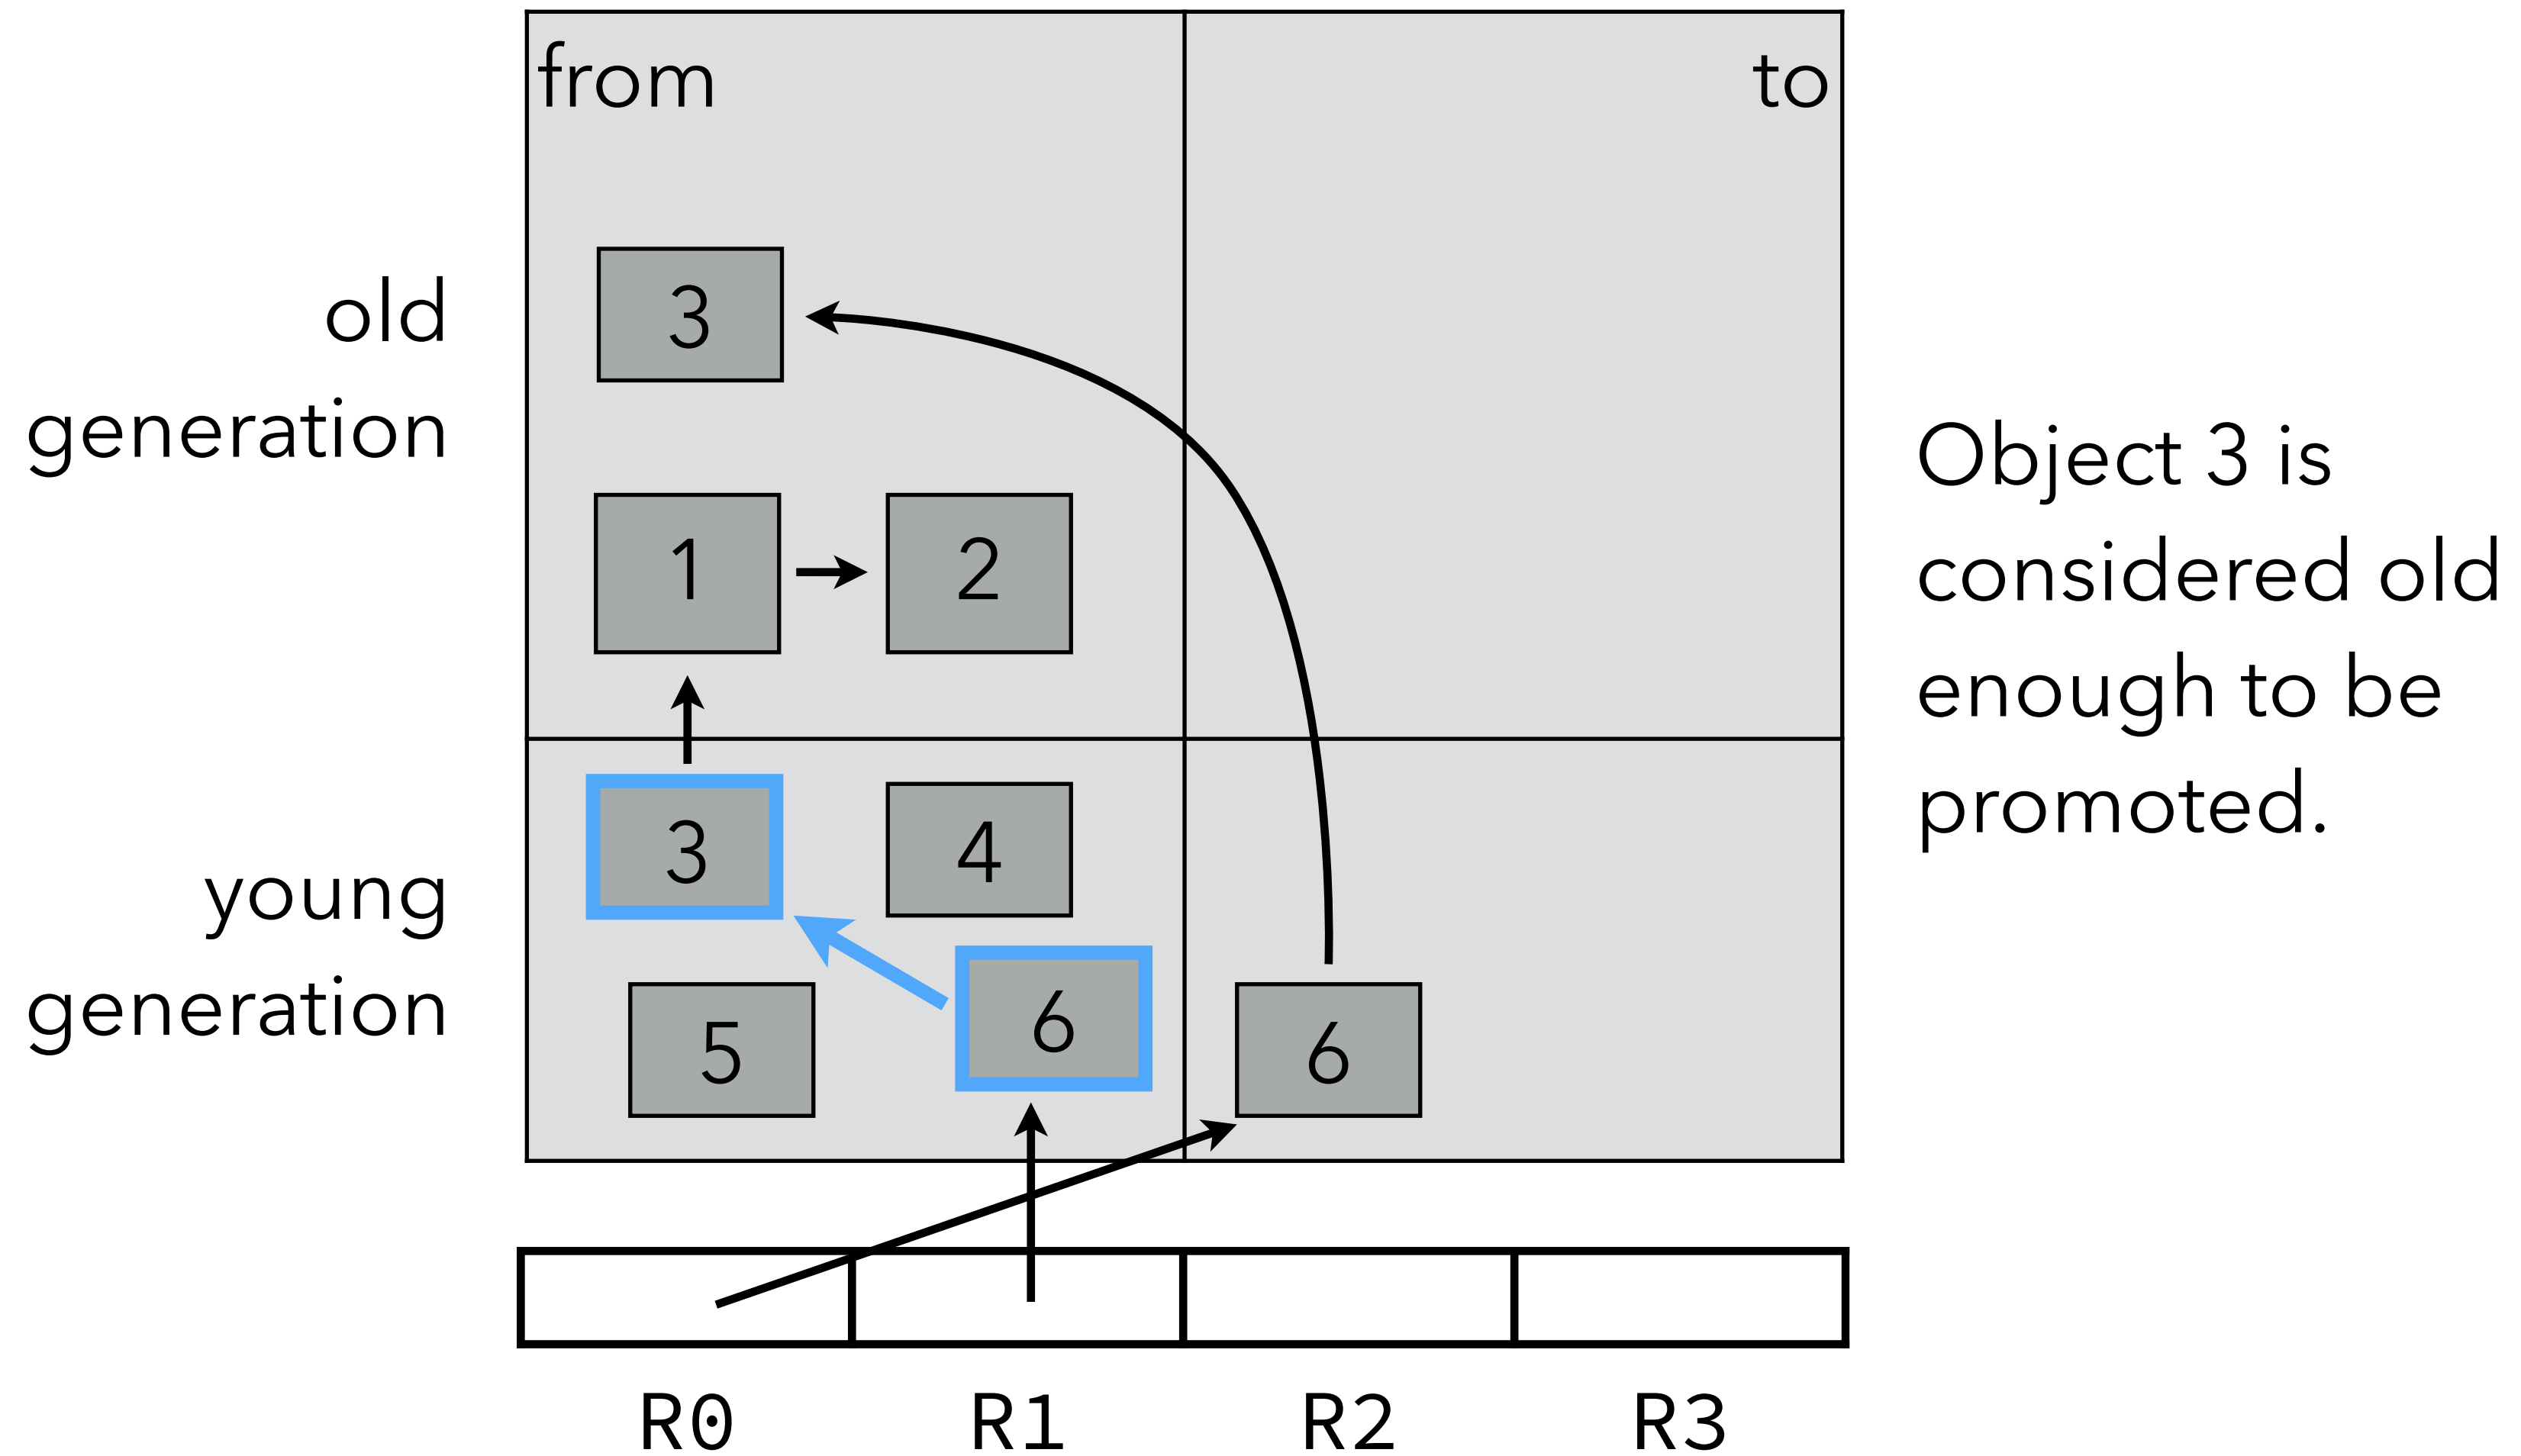 from
to
old
generation
3
1
2
Object 3 is
considered old
enough to be
promoted.
young
generation
3
4
5
6
6
R0
R1
R2
R3